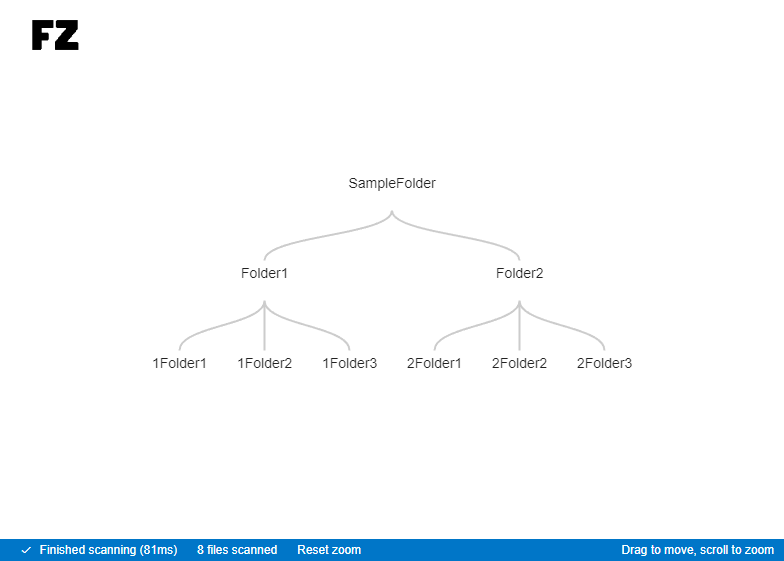 FZ
SampleFolder
Folder1 Folder2
1Folder1 1Folder2 1Folder3 2Folder1 2Folder2 2Folder3
Finished scanning (81ms) 8 files scanned Reset zoom Drag to move, scroll to zoom